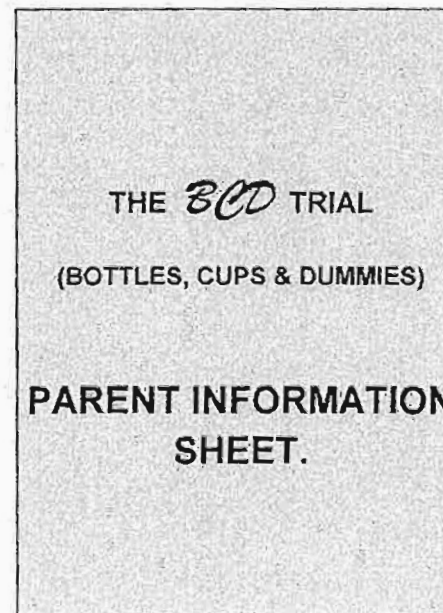 THE BCD TRIAL
(BOTTLES, CUPS & DUMMIES)
PARENT INFORMATION
SHEET.